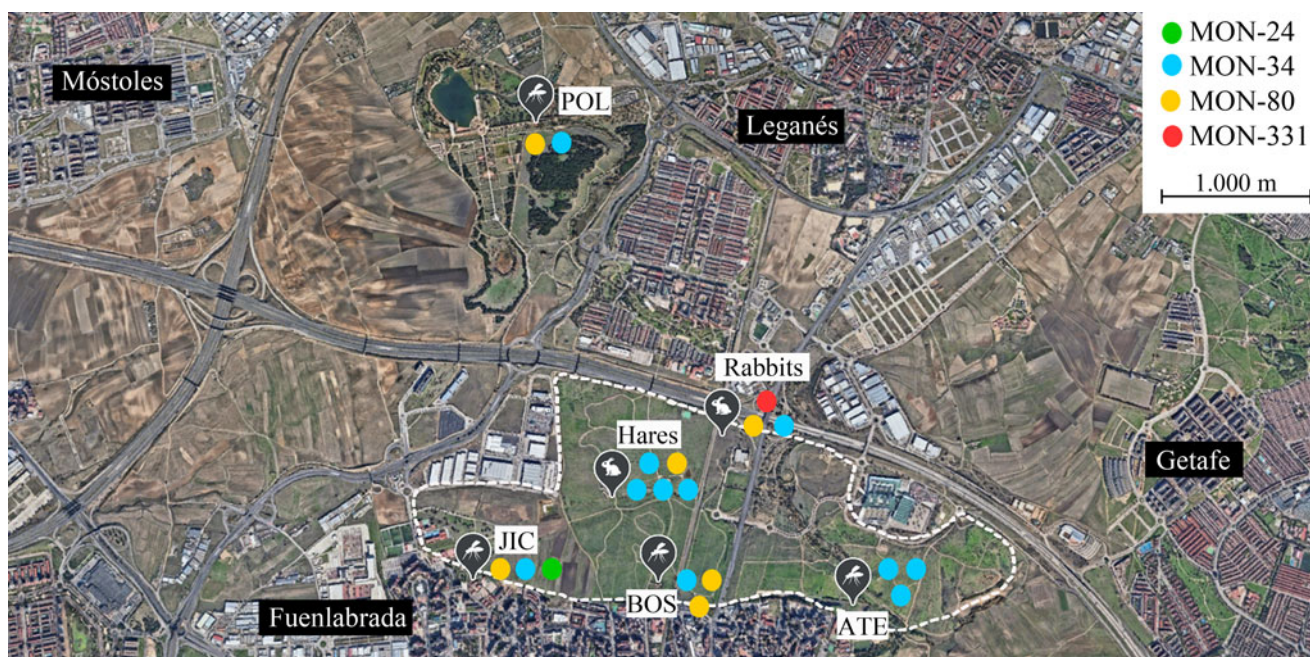 MON-24
MON-34
MON-80
MON-331
1.000 m
Móstoles
POL
Leganés
Rabbits
Hares
Getafe
JIC
BOS
ATE
Fuenlabrada